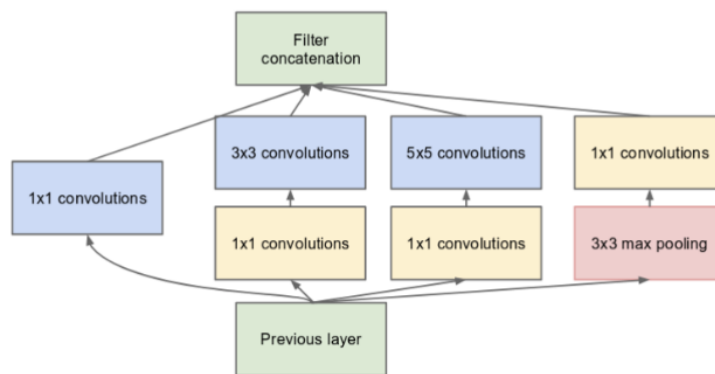 Filter
concatenation
3x3 convolutions
5x5 convolutions
1x1 convolutions
1x1 convolutions
1x1 convolutions
1x1 convolutions
3x3 max pooling
Previous layer